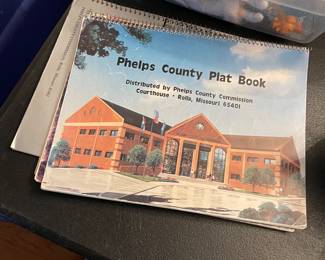 Phelps County Plat Book
Distributed by Phelps County Commission
Courthouse - Rolla, Missouri 65401